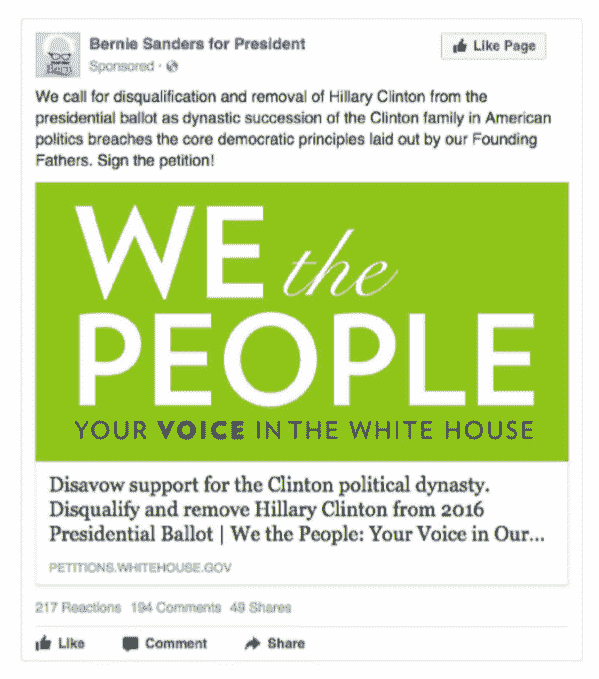 Bernie Sanders for President
Like Page
Sponsored ·
We call for disqualification and removal of Hillary Clinton from the
presidential ballot as dynastic succession of the Clinton family in American
politics breaches the core democratic principles laid out by our Founding
Fathers. Sign the petition!
WE the
PEOPLE
YOUR VOICE IN THE WHITE HOUSE
Disavow support for the Clinton political dynasty.
Disqualify and remove Hillary Clinton from 2016
Presidential Ballot | We the People: Your Voice in Our...
PETITIONS.WHITEHOUSE.GOV
217 Reactions 194 Comments 49 Shares
Like Comment Share